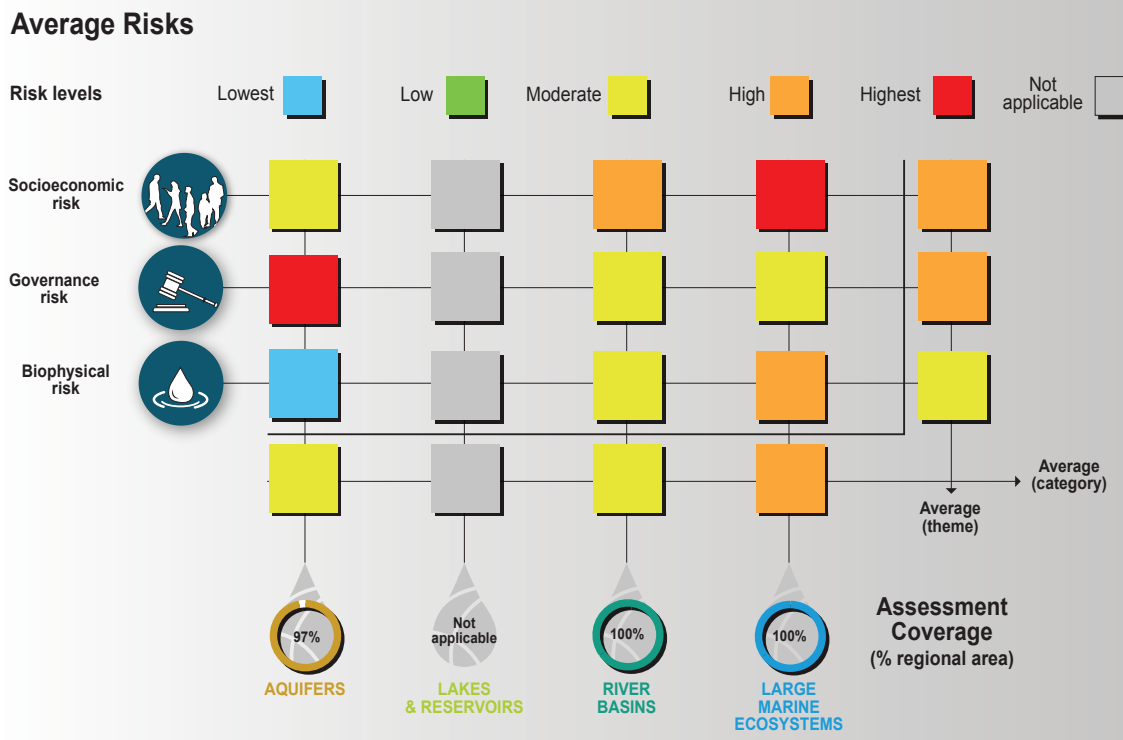 Average Risks
Risk levels
Lowest
Low
Moderate
High
Highest
Not
applicable
Socioeconomic
risk
Governance
risk
Biophysical
risk
Average
(category)
Average
(theme)
97%
Not
applicable
100%
100%
Assessment
Coverage
(% regional area)
AQUIFERS
LAKES
& RESERVOIRS
RIVER
BASINS
LARGE
MARINE
ECOSYSTEMS